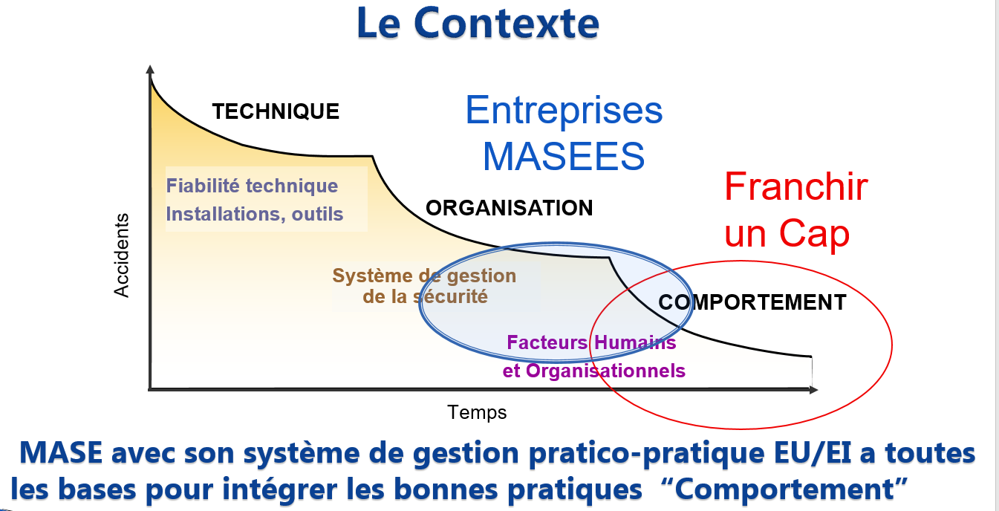 Le Contexte
TECHNIQUE
Entreprises
MASEES
Fiabilité technique
Installations, outils
Franchir
un Cap
ORGANISATION
Accidents
Système de gestion
de la sécurité
COMPORTEMENT
Facteurs Humains
et Organisationnels
Temps
MASE avec son système de gestion pratico-pratique EU/EI a toutes
les bases pour intégrer les bonnes pratiques “Comportement”